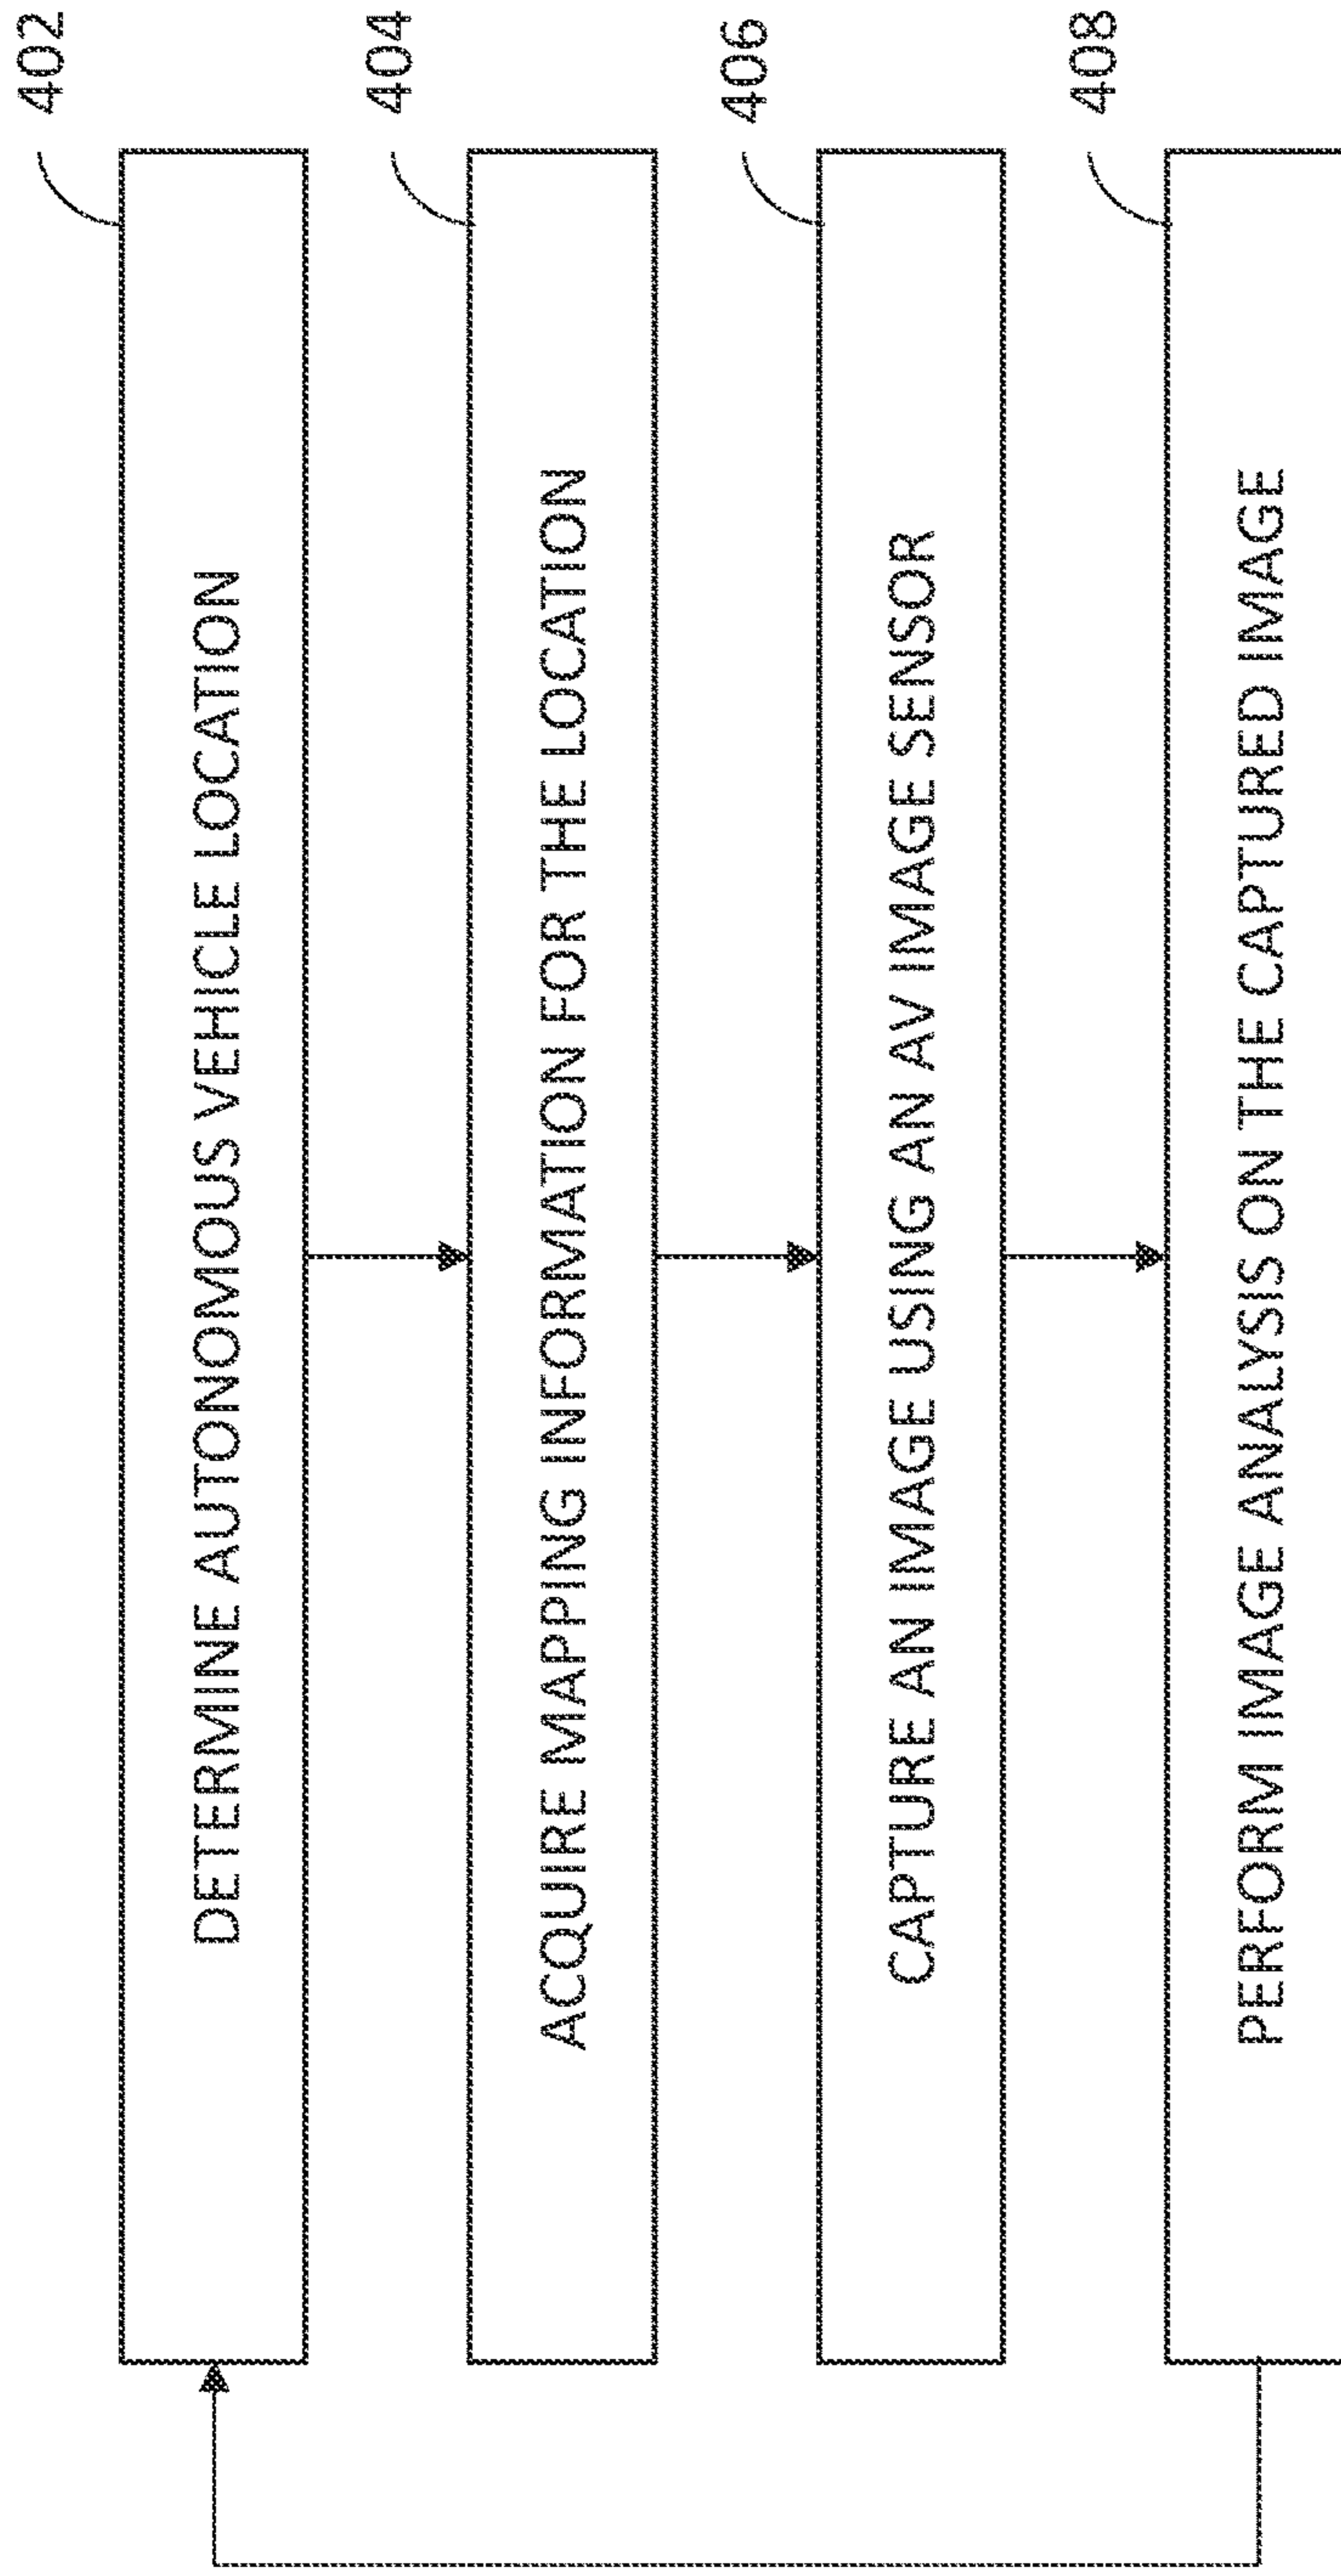 402
DETERMINE AUTONOMOUS VEHICLE LOCATION
404
ACQUIRE MAPPING INFORMATION FOR THE LOCATION
406
CAPTURE AN IMAGE USING AN AV IMAGE SENSOR
408
PERFORM IMAGE ANALYSIS ON THE CAPTURED IMAGE